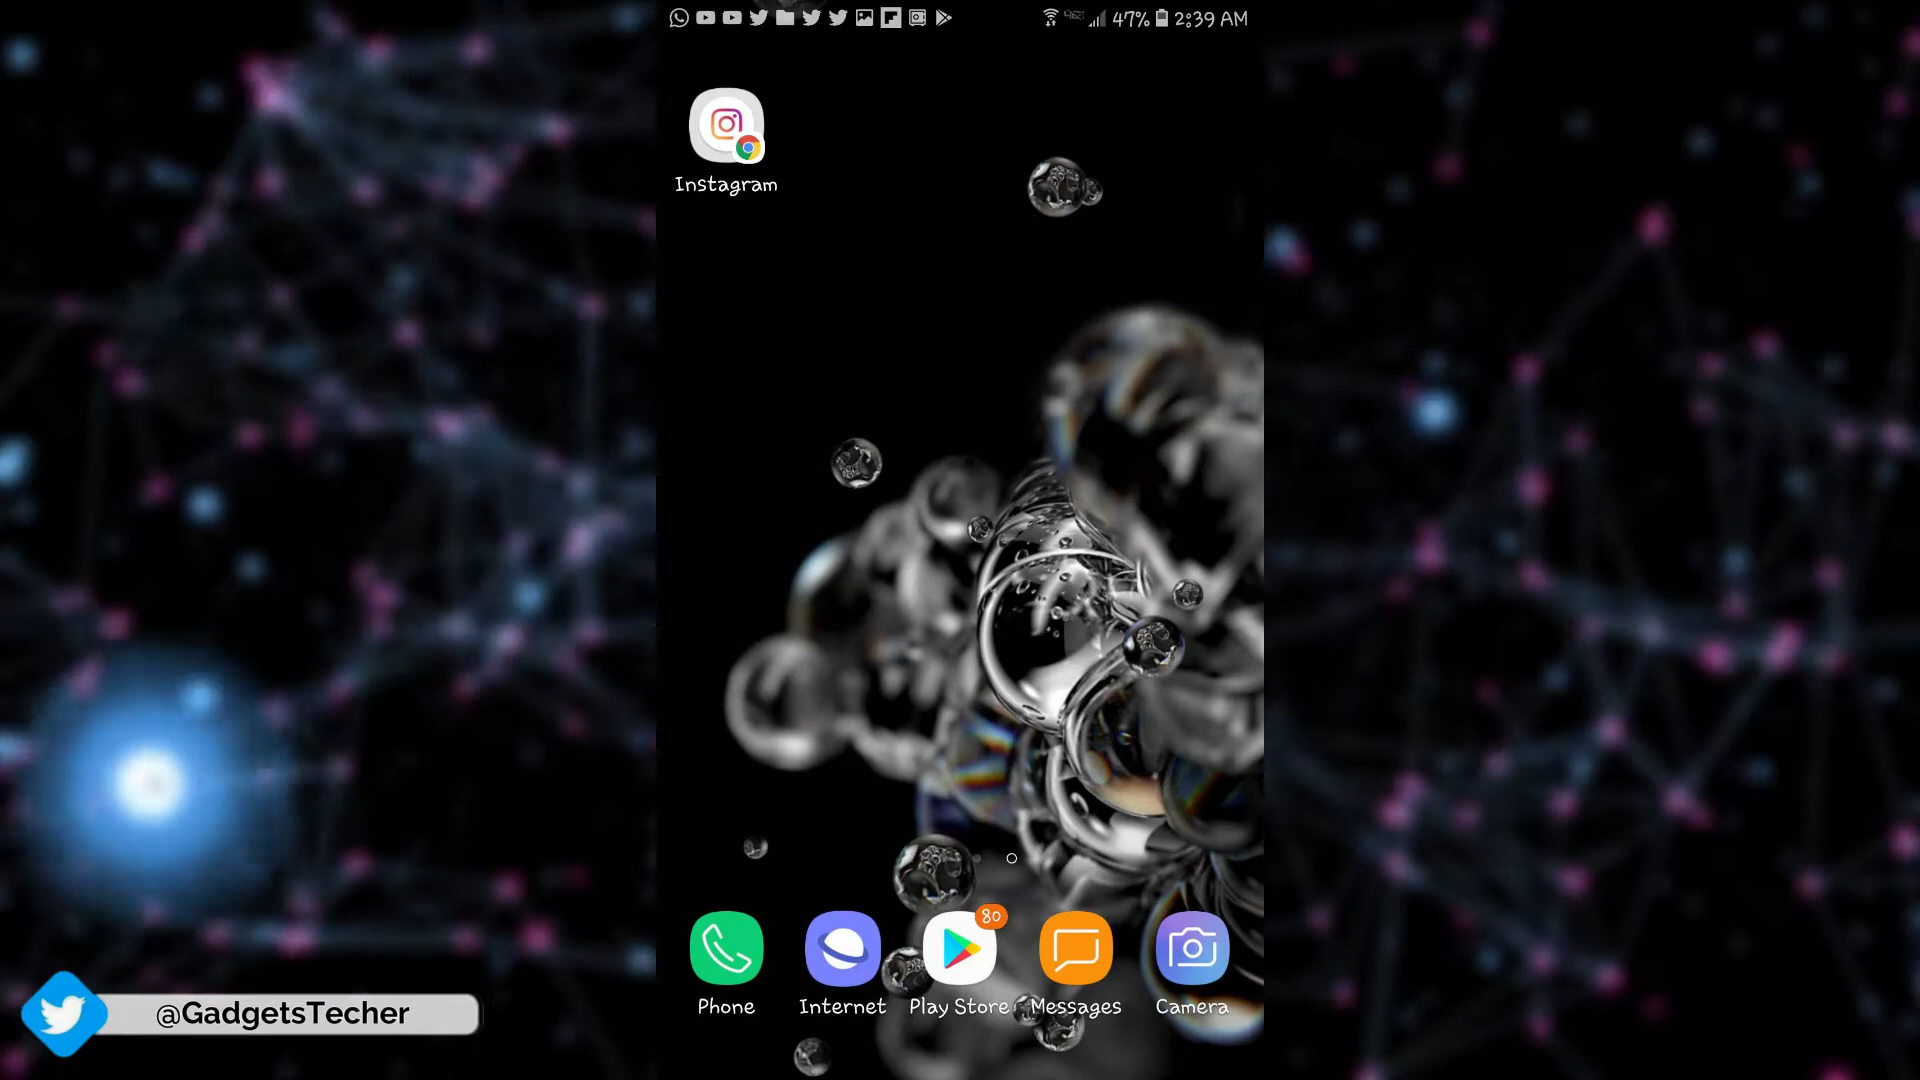 47% 2:39 AM
Instagram
80
Phone Internet Play Store Messages Camera
@GadgetsTecher